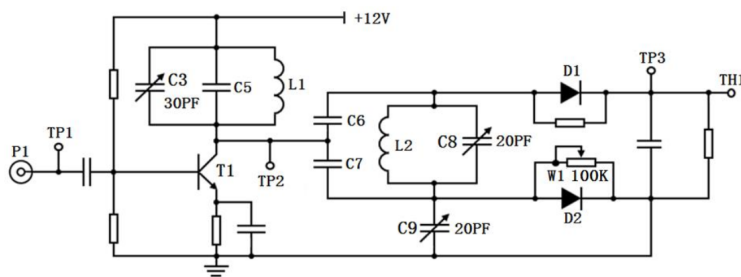 +12V
TP3
D1
TH1
C3
30PF
C5
L1
C6
TP1
L2
C8 20PF
P1
C7
T1
TP2
W1 100K
D2
C9 20PF